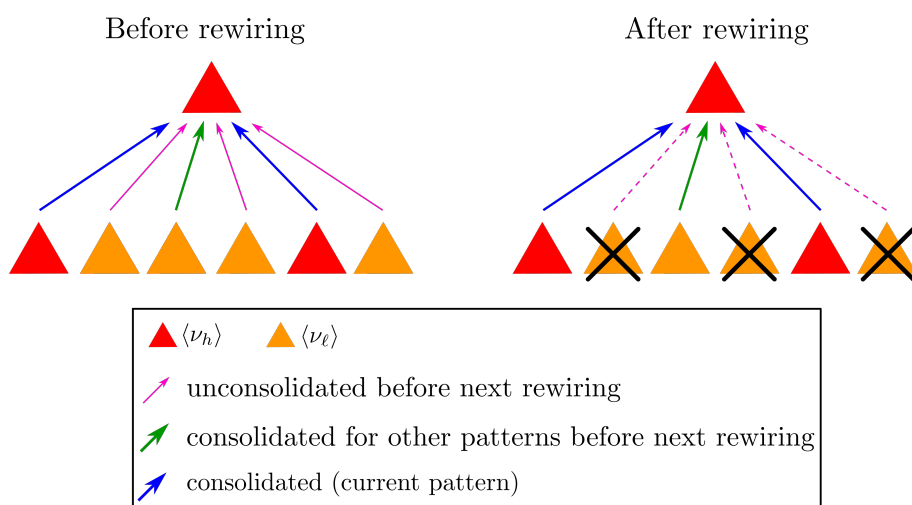 Before rewiring
After rewiring
⟨ν_h⟩ ⟨ν_ℓ⟩
unconsolidated before next rewiring
consolidated for other patterns before next rewiring
consolidated (current pattern)